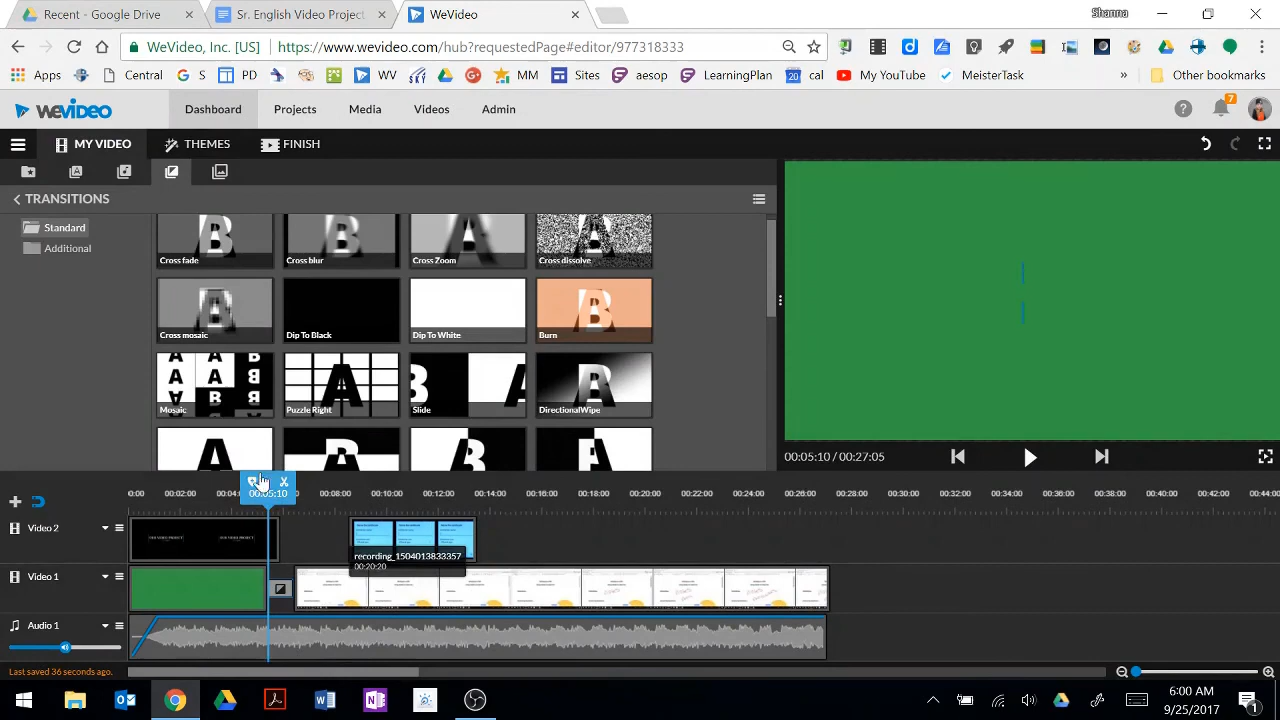 Recent - Google Drive
Sr. English Video Project
WeVideo
Shanna
WeVideo, Inc. [US]
https://www.wevideo.com/hub?requestedPage#editor/977318333
Apps
Central
S
PD
WV
MM
Sites
aesop
LearningPlan
20
cal
My YouTube
MeisterTask
»
Other bookmarks
WEVIDEO
Dashboard
Projects
Media
Videos
Admin
7
MY VIDEO
THEMES
FINISH
TRANSITIONS
Standard
Additional
Cross fade
Cross blur
Cross Zoom
Cross dissolve
Cross mosaic
Dip To Black
Dip To White
Burn
Mosaic
Puzzle Right
Slide
DirectionalWipe
00:05:10 / 00:27:05
0:00
00:02:00
00:04:
00:05:10
00:08:00
00:10:00
00:12:00
00:14:00
00:16:00
00:18:00
00:20:00
00:22:00
00:24:00
00:26:00
00:28:00
00:30:00
00:32:00
00:34:00
00:36:00
00:38:00
00:40:00
00:42:00
00:44:00
Video 2
recording_1504013833357
00:20:20
Audio 1
Last saved 36 seconds ago.
6:00 AM
9/25/2017
1